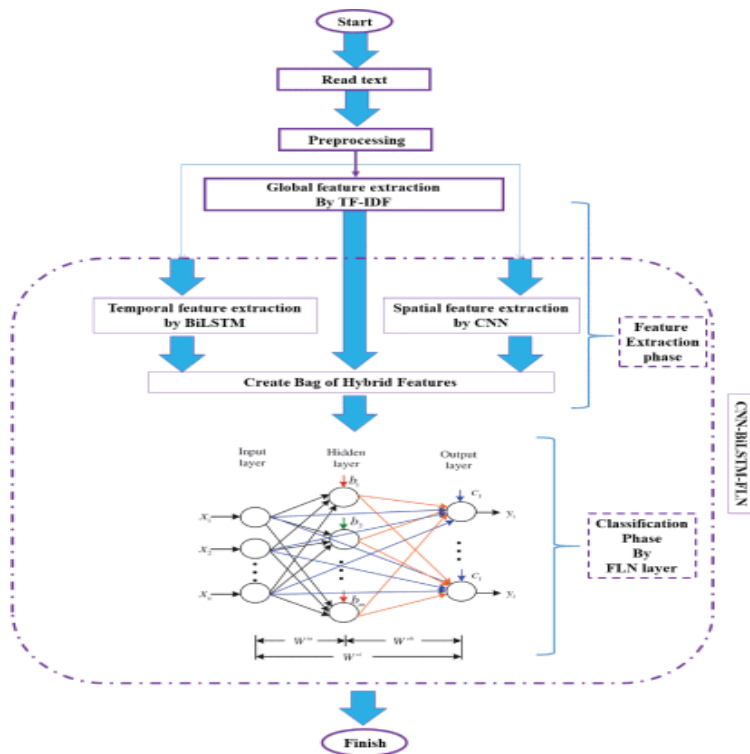 Start
Read text
Preprocessing
Global feature extraction
By TF-IDF
Temporal feature extraction
by BiLSTM
Spatial feature extraction
by CNN
Feature
Extraction
phase
Create Bag of Hybrid Features
CNN-BiLSTM-FLN
Input
layer
Hidden
layer
Output
layer
Classification
Phase
By
FLN layer
Finish